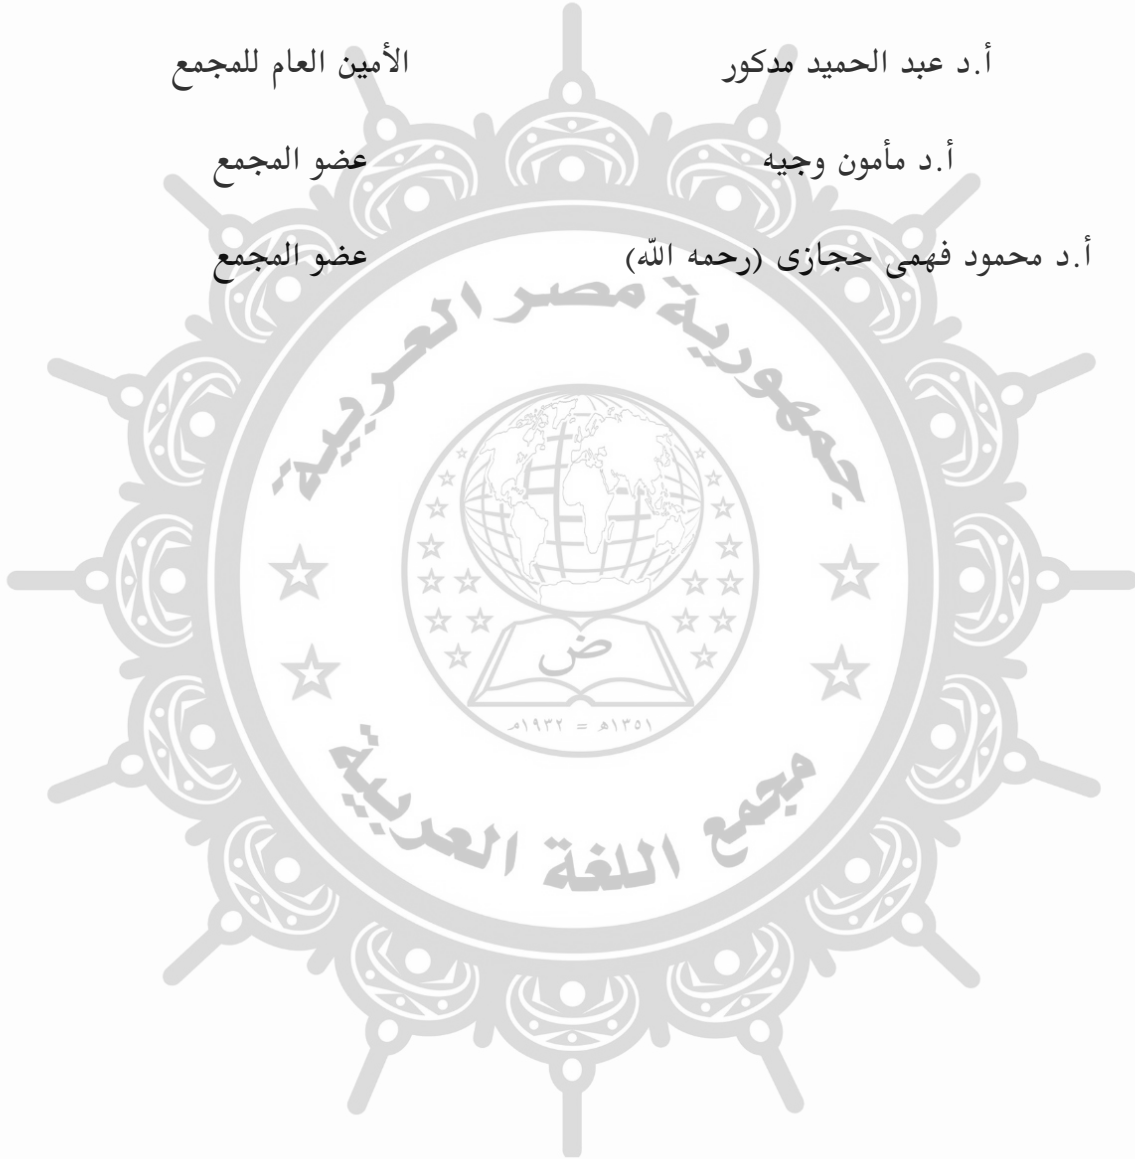 أ.د عبد الحميد مدكور الأمين العام للمجمع
أ.د مأمون وجيه عضو المجمع
أ.د محمود فهمى حجازى (رحمه الله) عضو المجمع
جمهورية مصر العربية
ض
١٣٥١هـ = ١٩٣٢م
مجمع اللغة العربية